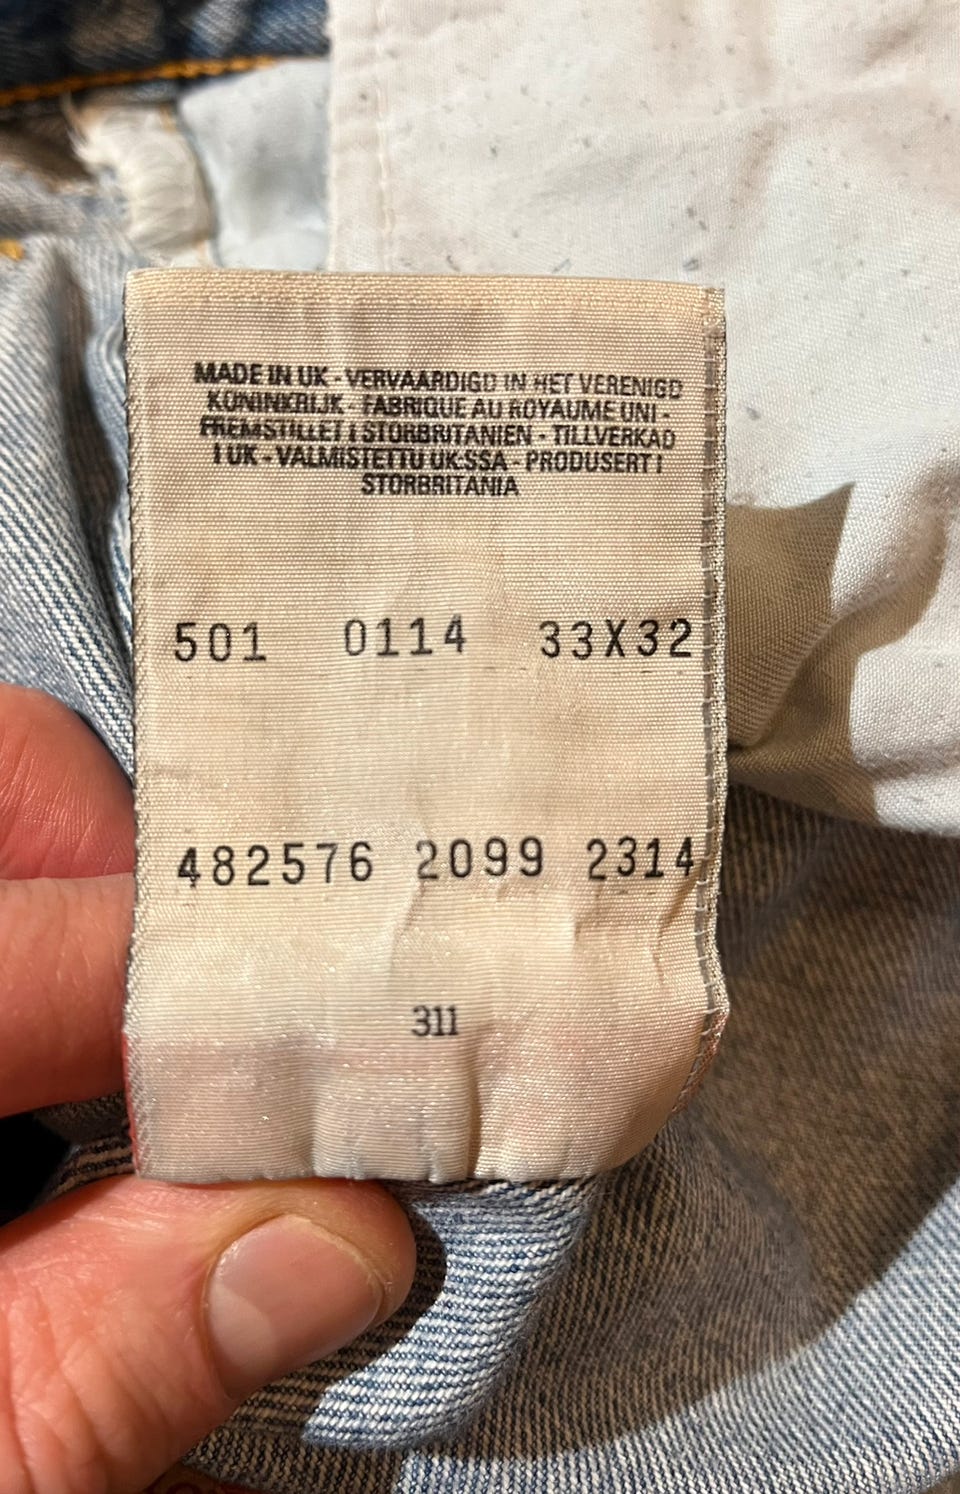 MADE IN UK - VERVAARDIGD IN HET VERENIGD
KONINKRIJK - FABRIQUE AU ROYAUME UNI -
FREMSTILLET I STORBRITANIEN - TILLVERKAD
I UK - VALMISTETTU UK:SSA - PRODUSERT I
STORBRITANIA
501 0114 33X32
482576 2099 2314
311